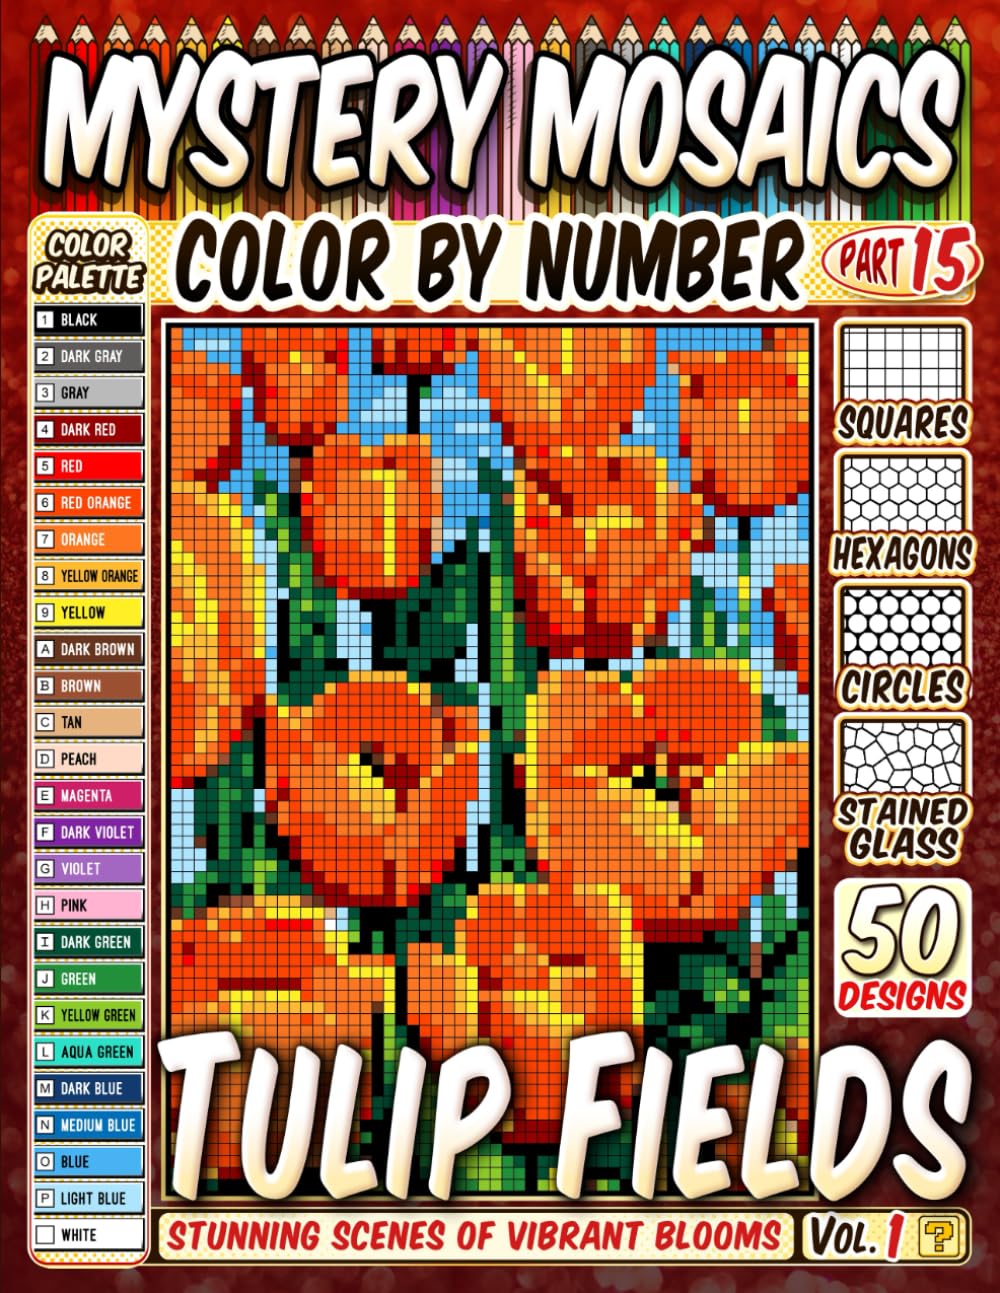 MYSTERY MOSAICS
COLOR BY NUMBER
PART 15
COLOR
PALETTE
1 BLACK
2 DARK GRAY
3 GRAY
4 DARK RED
5 RED
6 RED ORANGE
7 ORANGE
8 YELLOW ORANGE
9 YELLOW
A DARK BROWN
B BROWN
C TAN
D PEACH
E MAGENTA
F DARK VIOLET
G VIOLET
H PINK
I DARK GREEN
J GREEN
K YELLOW GREEN
L AQUA GREEN
M DARK BLUE
N MEDIUM BLUE
O BLUE
P LIGHT BLUE
WHITE
SQUARES
HEXAGONS
CIRCLES
STAINED
GLASS
50
DESIGNS
TULIP FIELDS
STUNNING SCENES OF VIBRANT BLOOMS
VOL. 1 ?